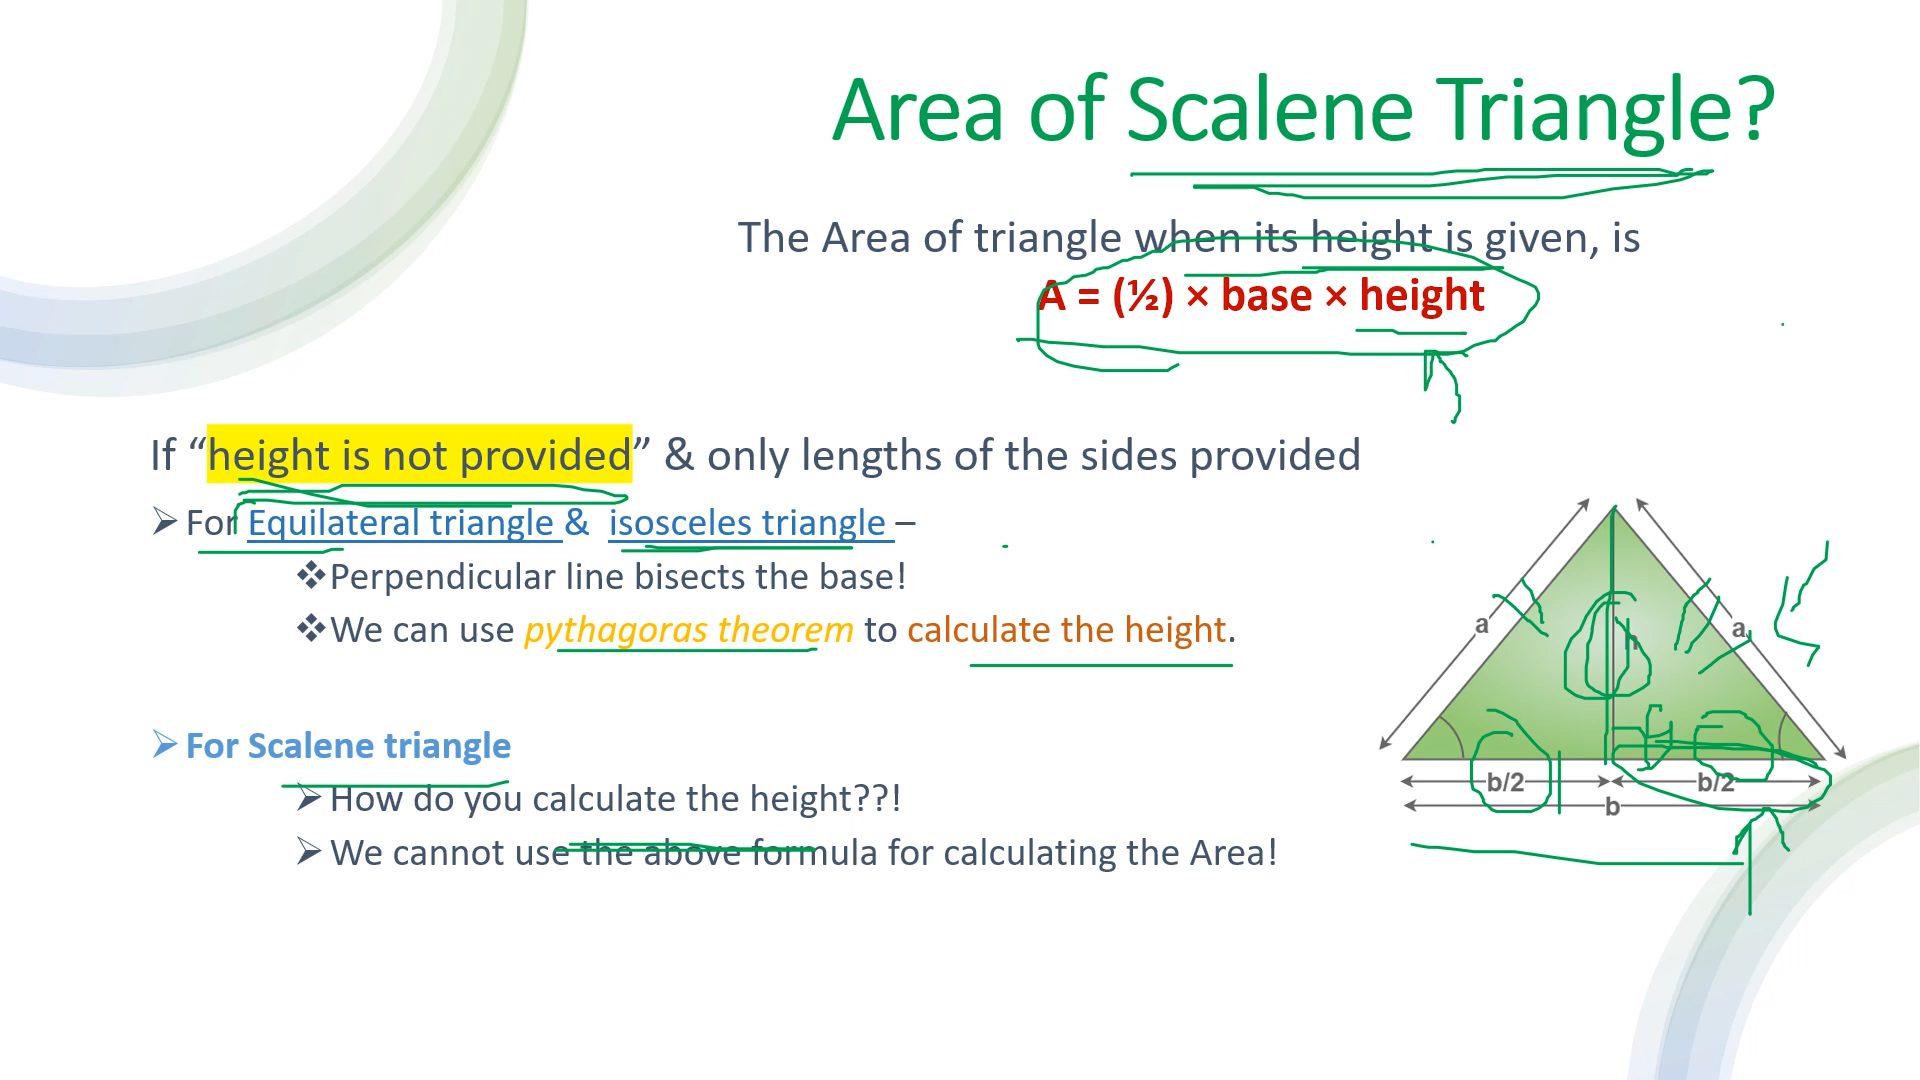 Area of Scalene Triangle?
The Area of triangle when its height is given, is
A = (½) × base × height
If “height is not provided” & only lengths of the sides provided
➢ For Equilateral triangle & isosceles triangle –
❖Perpendicular line bisects the base!
❖We can use pythagoras theorem to calculate the height.
➢ For Scalene triangle
➢ How do you calculate the height??!
➢ We cannot use the above formula for calculating the Area!
a
h
a
b/2
b/2
b